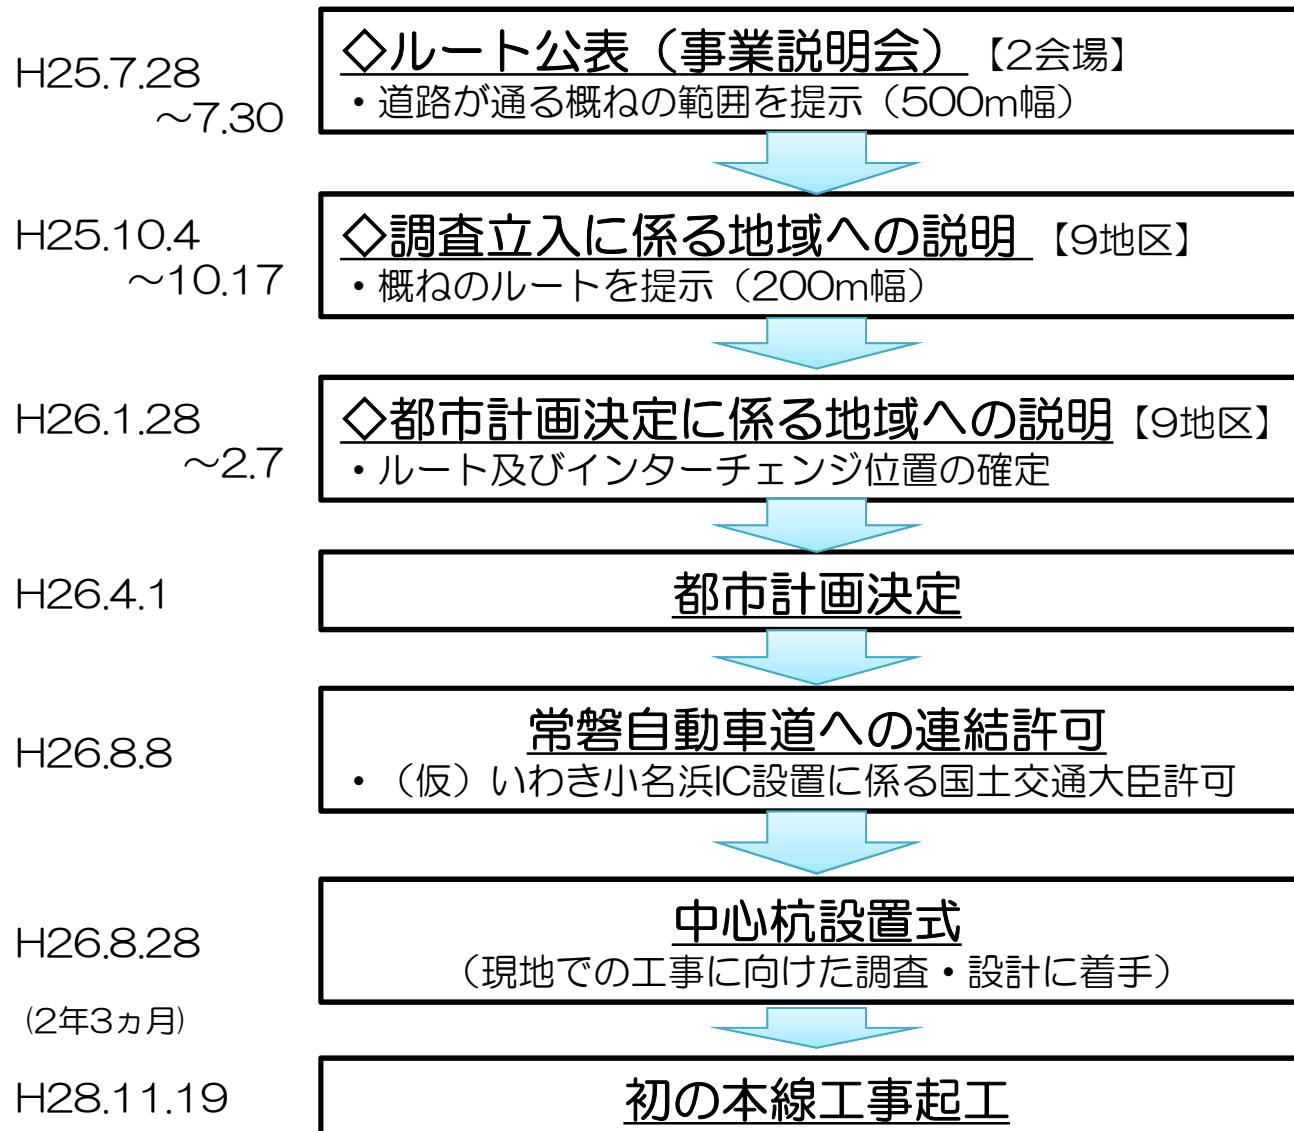 H25.7.28
～7.30
◇ルート公表（事業説明会）【2会場】
・道路が通る概ねの範囲を提示（500m幅）
H25.10.4
～10.17
◇調査立入に係る地域への説明 【9地区】
・概ねのルートを提示（200m幅）
H26.1.28
～2.7
◇都市計画決定に係る地域への説明【9地区】
・ルート及びインターチェンジ位置の確定
H26.4.1
都市計画決定
H26.8.8
常磐自動車道への連結許可
・（仮）いわき小名浜IC設置に係る国土交通大臣許可
H26.8.28
中心杭設置式
（現地での工事に向けた調査・設計に着手）
(2年3ヵ月)
H28.11.19
初の本線工事起工